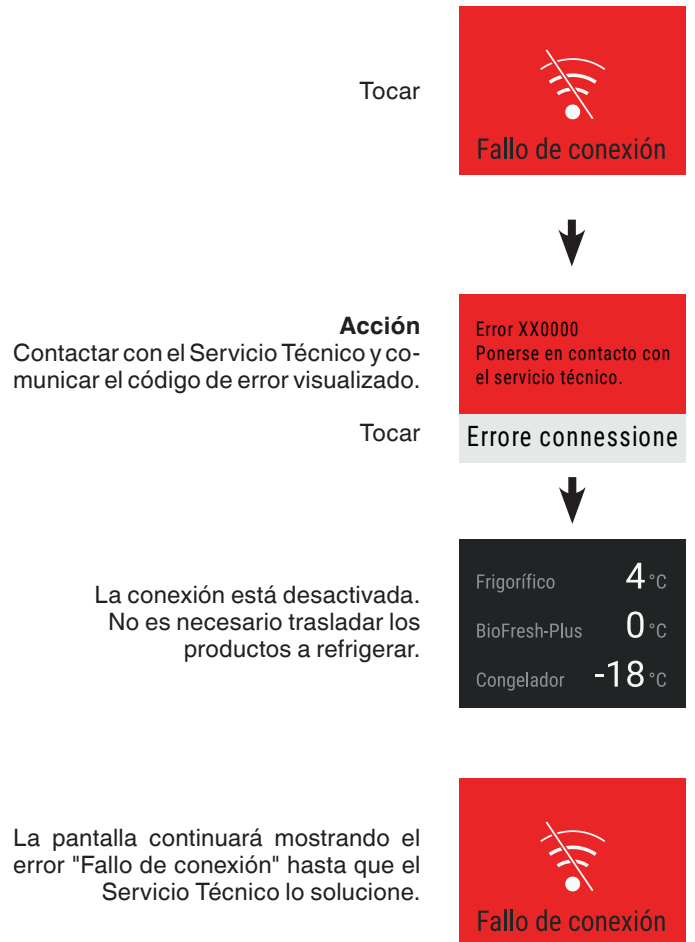 Tocar
Fallo de conexión
Acción
Contactar con el Servicio Técnico y co-
municar el código de error visualizado.
Tocar
Error XX0000
Ponerse en contacto con
el servicio técnico.
Errore connessione
La conexión está desactivada.
No es necesario trasladar los
productos a refrigerar.
Frigorífico 4 °C
BioFresh-Plus 0 °C
Congelador -18 °C
La pantalla continuará mostrando el
error "Fallo de conexión" hasta que el
Servicio Técnico lo solucione.
Fallo de conexión